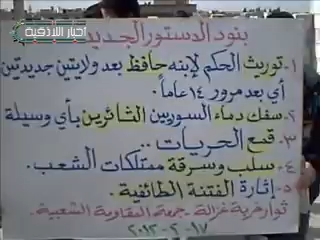 أخبار اللاذقية
بنود الدستور الجديد
١- توريث الحكم لإبنه حافظ بعد ولايتين جديدتين
أي بعد مرور ١٤ عاماً.
٢- سفك دماء السوريين الثائرين بأي وسيلة
٣- قمع الحريات..
٤- سلب وسرقة ممتلكات الشعب.
٥- إثارة الفتنة الطائفية.
ثوار خربة غزالة. جمعة المقاومة الشعبية.
١٧-٢-٢٠١٢